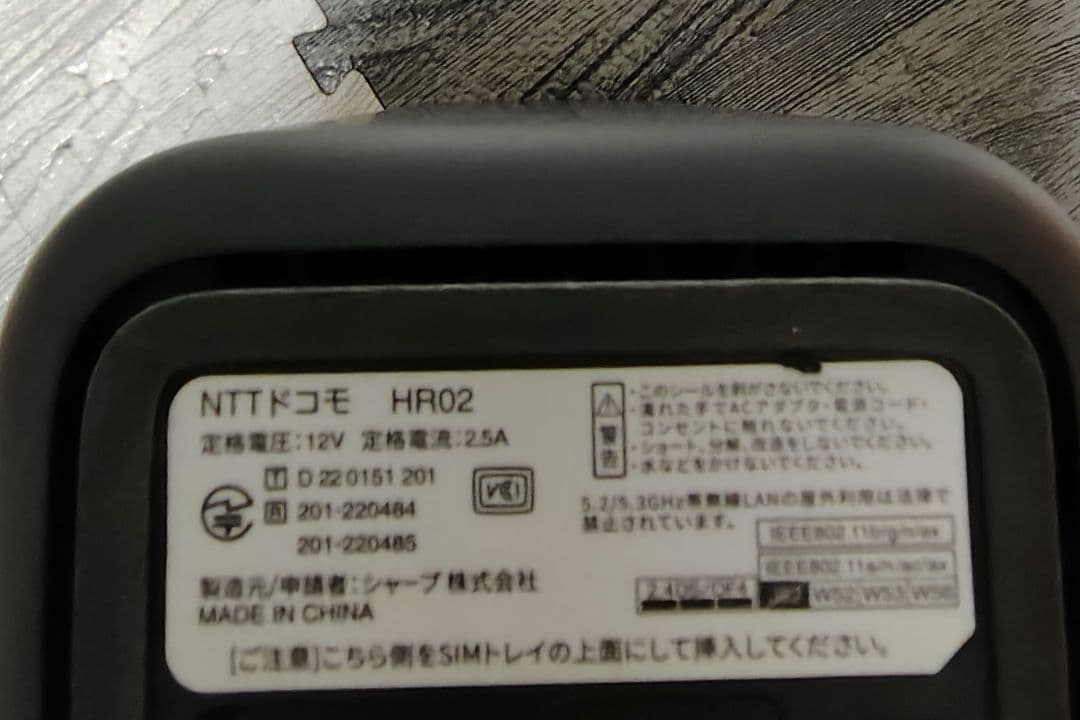 NTTドコモ HR02
定格電圧:12V 定格電流:2.5A
T D 22 0151 201
R 201-220484
201-220485
VCI
製造元/申請者:シャープ株式会社
MADE IN CHINA
警告
・このシールを剥がさないでください。
・濡れた手でACアダプタ・電源コード・
コンセントに触れないでください。
・ショート、分解、改造をしないでください。
・水などをかけないでください。
5.2/5.3GHz帯無線LANの屋外利用は法律で
禁止されています。
IEEE802.11b/g/n/ax
IEEE802.11a/n/ac/ax
2.4DS/OF4
W52 W53 W56
[ご注意]こちら側をSIMトレイの上面にして挿入してください。